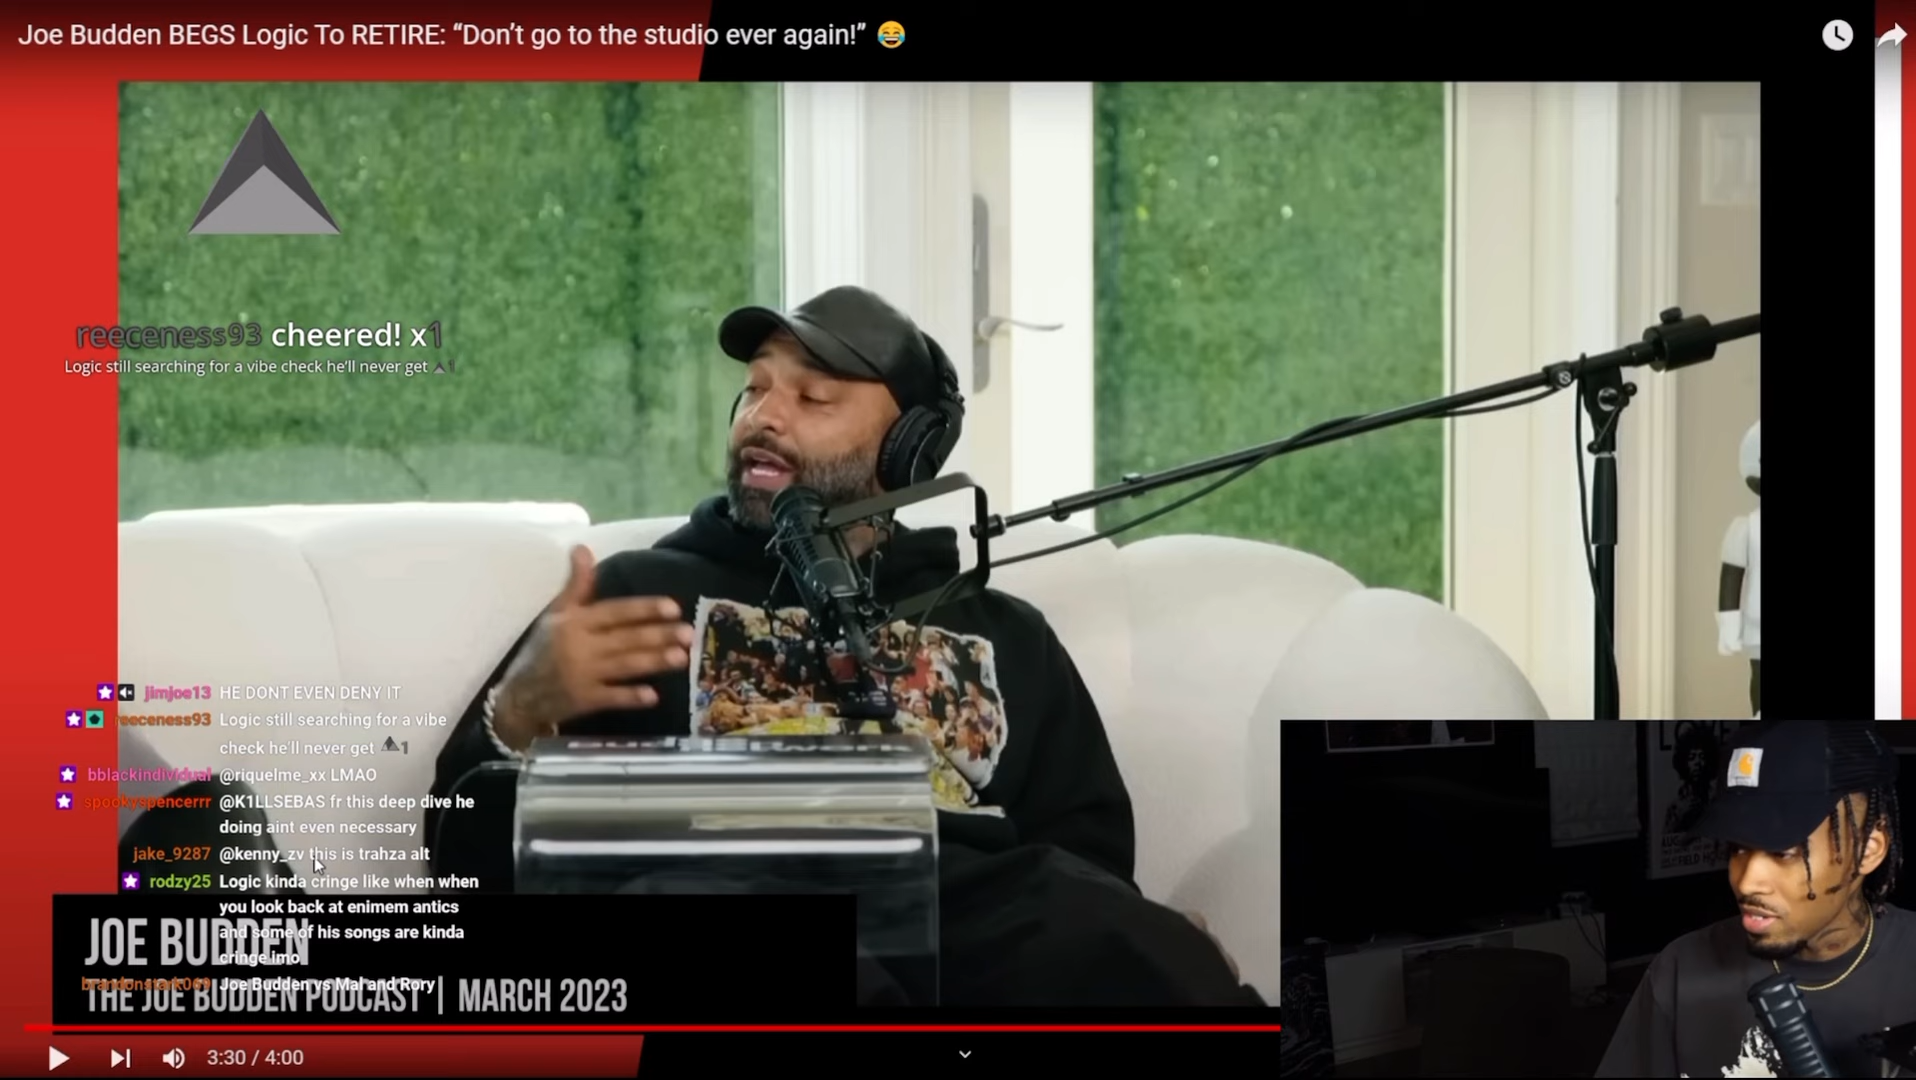 Joe Budden BEGS Logic To RETIRE: “Don’t go to the studio ever again!” 😂
reeceness93 cheered! x1
Logic still searching for a vibe check he'll never get 1
jimjoe13 HE DONT EVEN DENY IT
reeceness93 Logic still searching for a vibe
check he'll never get 1
bblackindividual @riquelme_xx LMAO
spookyspencerrr @K1LLSEBAS fr this deep dive he
doing aint even necessary
jake_9287 @kenny_zv this is trahza alt
rodzy25 Logic kinda cringe like when when
you look back at enimem antics
and some of his songs are kinda
cringe imo
JOE BUDDEN
brandonstark069 Joe Budden vs Mal and Rory
THE JOE BUDDEN PODCAST | MARCH 2023
3:30 / 4:00